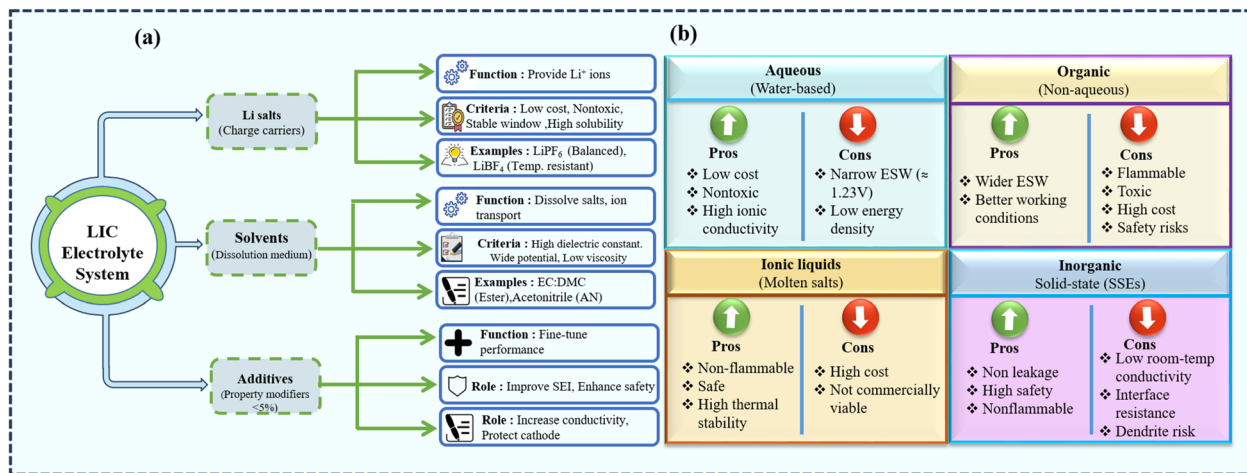 (a)
LIC
Electrolyte
System
Li salts
(Charge carriers)
Function : Provide Li⁺ ions
Criteria : Low cost, Nontoxic,
Stable window ,High solubility
Examples : LiPF₆ (Balanced),
LiBF₄ (Temp. resistant)
Solvents
(Dissolution medium)
Function : Dissolve salts, ion
transport
Criteria : High dielectric constant.
Wide potential, Low viscosity
Examples : EC:DMC
(Ester),Acetonitrile (AN)
Additives
(Property modifiers
<5%)
Function : Fine-tune
performance
Role : Improve SEI, Enhance safety
Role : Increase conductivity,
Protect cathode
(b)
Aqueous
(Water-based)
Pros
❖ Low cost
❖ Nontoxic
❖ High ionic
conductivity
Cons
❖ Narrow ESW (≈
1.23V)
❖ Low energy
density
Organic
(Non-aqueous)
Pros
❖ Wider ESW
❖ Better working
conditions
Cons
❖ Flammable
❖ Toxic
❖ High cost
❖ Safety risks
Ionic liquids
(Molten salts)
Pros
❖ Non-flammable
❖ Safe
❖ High thermal
stability
Cons
❖ High cost
❖ Not commercially
viable
Inorganic
Solid-state (SSEs)
Pros
❖ Non leakage
❖ High safety
❖ Nonflammable
Cons
❖ Low room-temp
conductivity
❖ Interface
resistance
❖ Dendrite risk